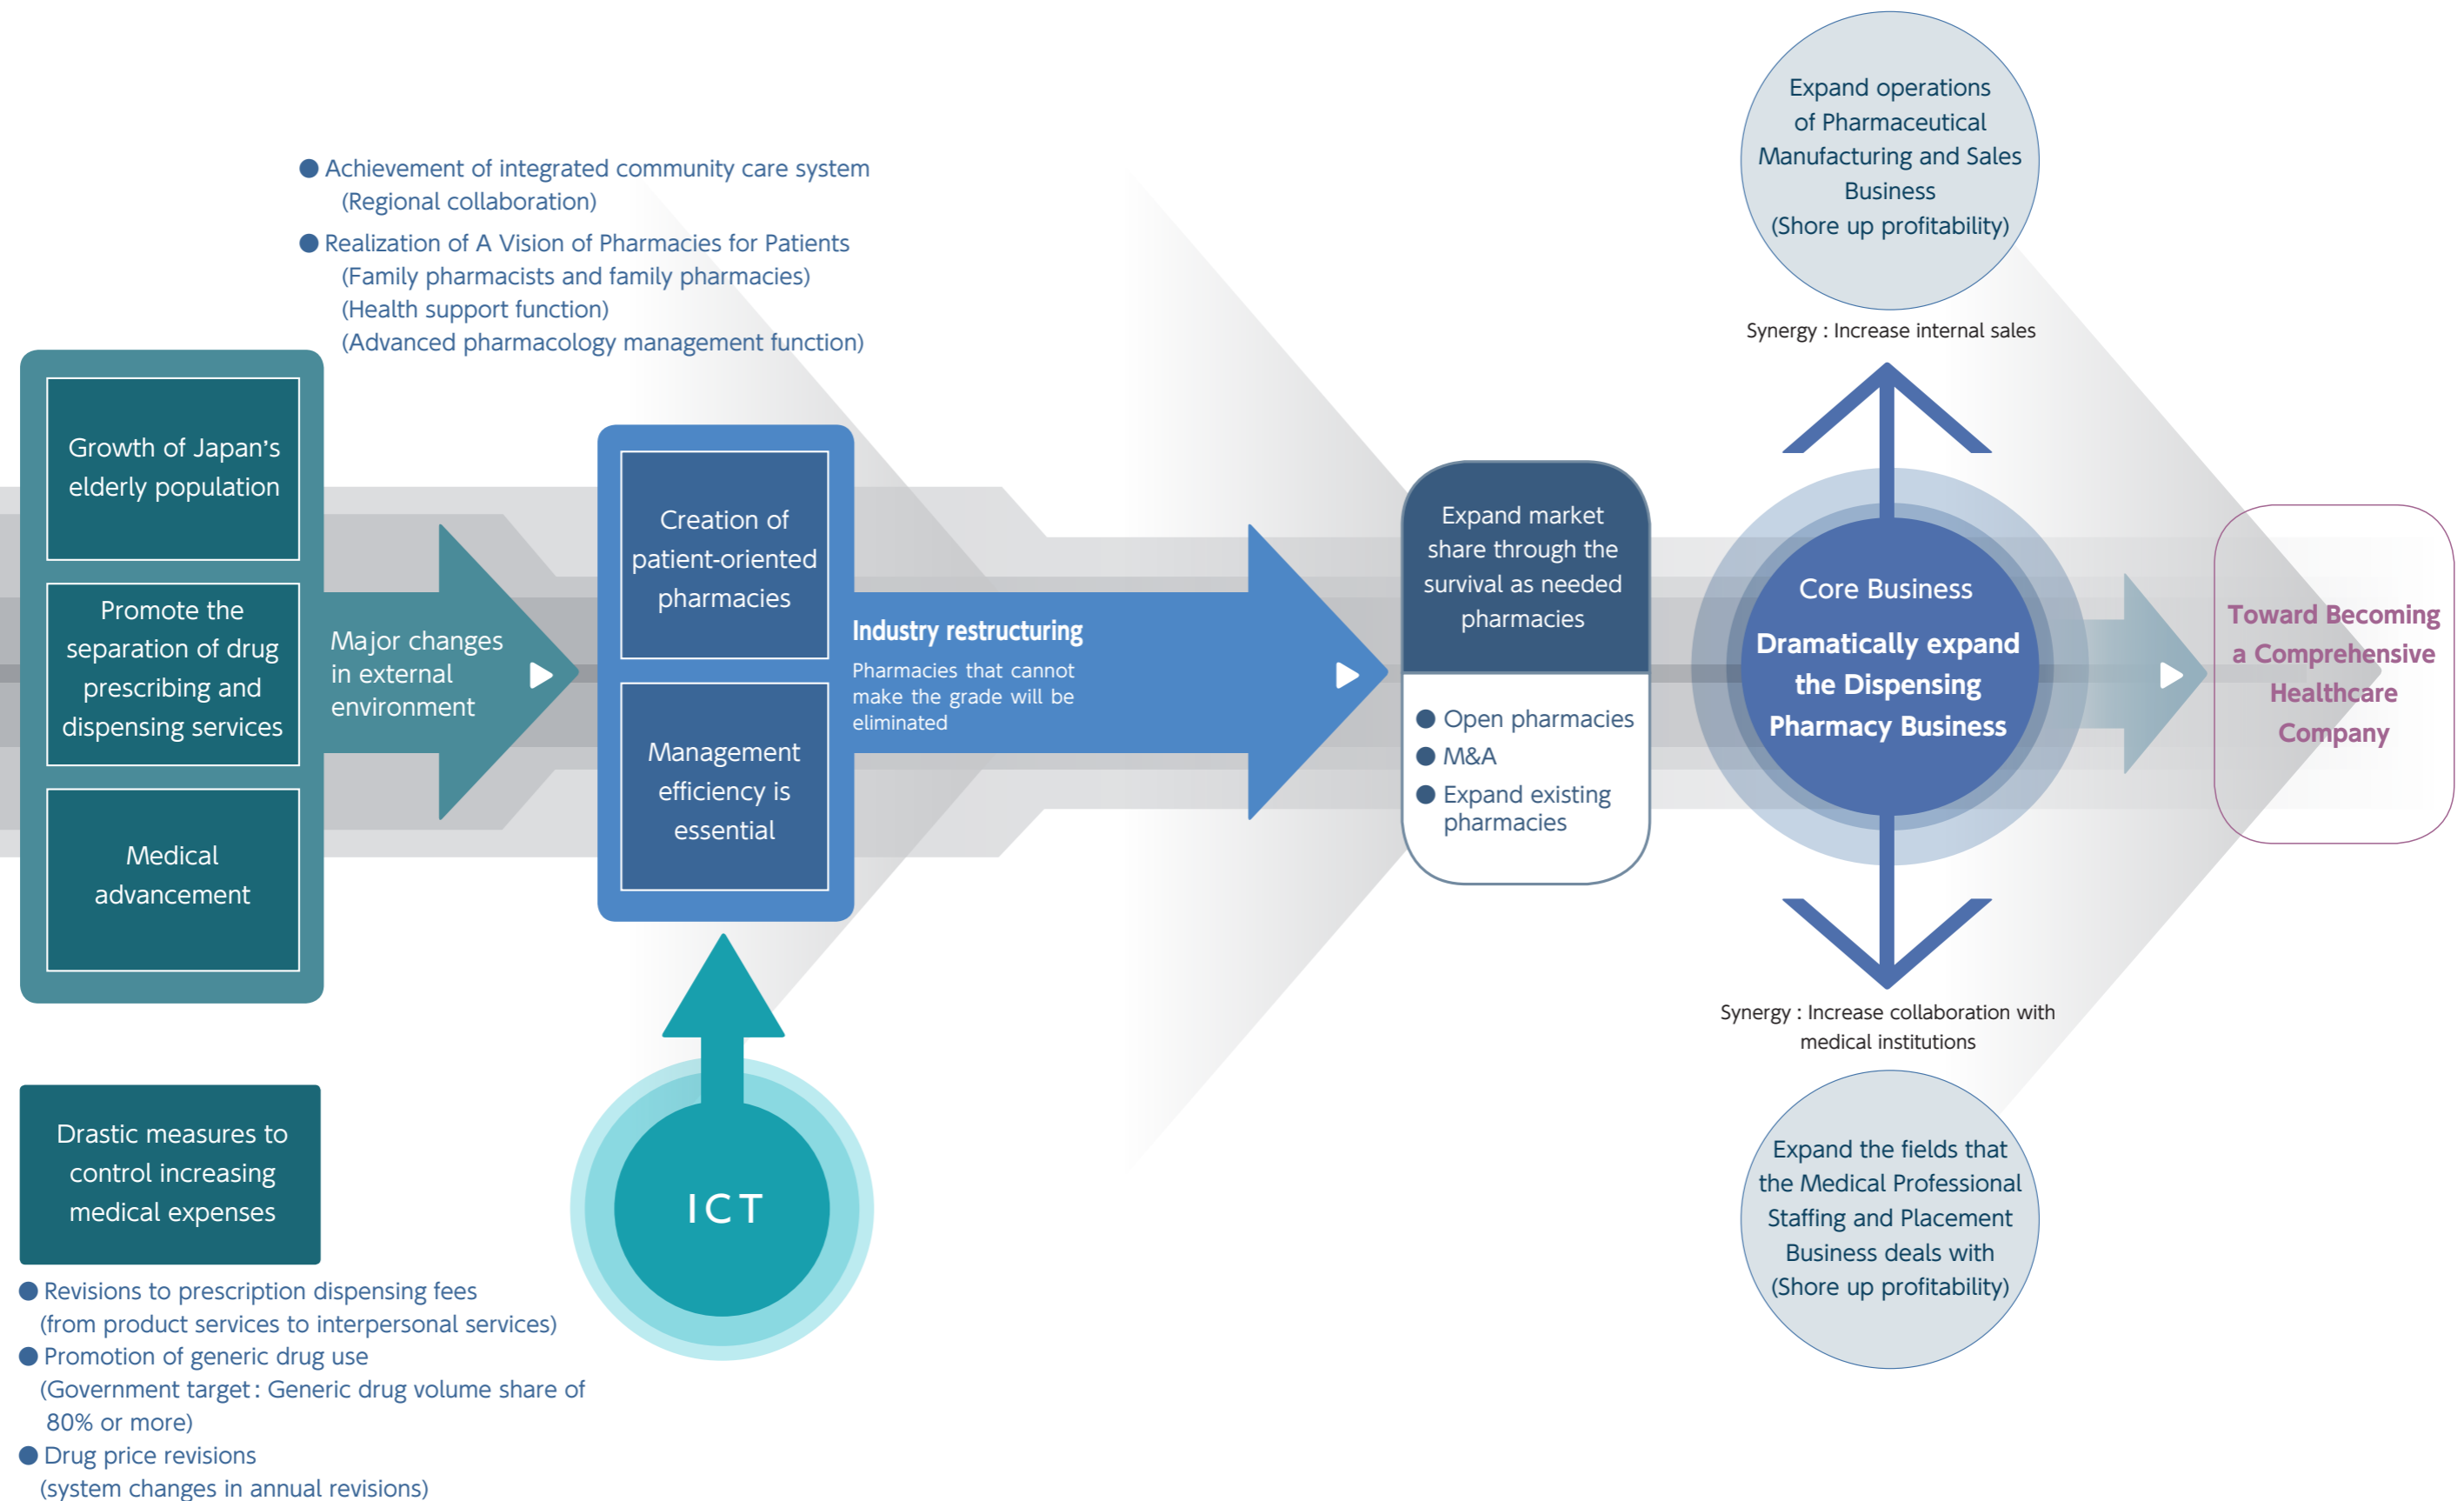 Achievement of integrated community care system
(Regional collaboration)
Realization of A Vision of Pharmacies for Patients
(Family pharmacists and family pharmacies)
(Health support function)
(Advanced pharmacology management function)
Growth of Japan's
elderly population
Promote the
separation of drug
prescribing and
dispensing services
Medical
advancement
Major changes
in external
environment
Drastic measures to
control increasing
medical expenses
Revisions to prescription dispensing fees
(from product services to interpersonal services)
Promotion of generic drug use
(Government target : Generic drug volume share of
80% or more)
Drug price revisions
(system changes in annual revisions)
Creation of
patient-oriented
pharmacies
Management
efficiency is
essential
ICT
Industry restructuring
Pharmacies that cannot
make the grade will be
eliminated
Expand market
share through the
survival as needed
pharmacies
Open pharmacies
M&A
Expand existing
pharmacies
Expand operations
of Pharmaceutical
Manufacturing and Sales
Business
(Shore up profitability)
Synergy : Increase internal sales
Core Business
Dramatically expand
the Dispensing
Pharmacy Business
Synergy : Increase collaboration with
medical institutions
Expand the fields that
the Medical Professional
Staffing and Placement
Business deals with
(Shore up profitability)
Toward Becoming
a Comprehensive
Healthcare
Company